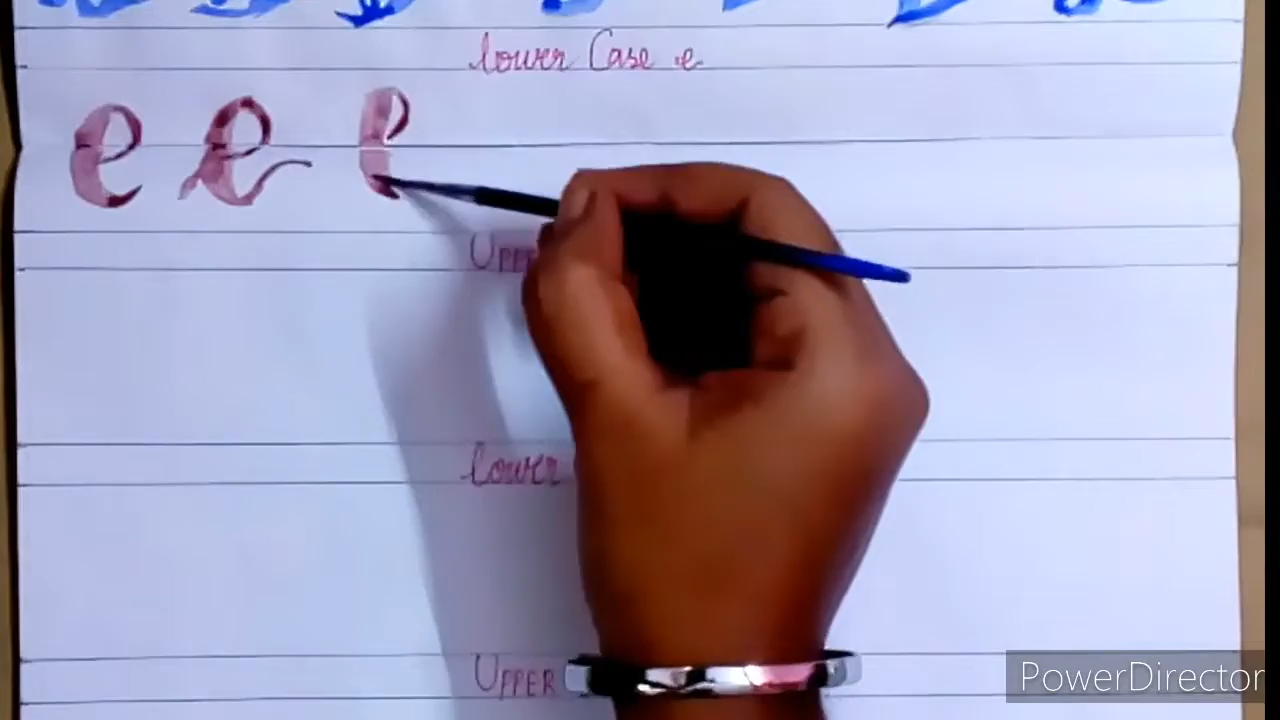 lower Case e
e e e
UPPER
lower
UPPER
PowerDirector